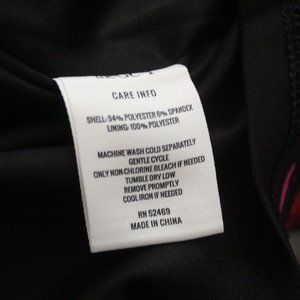 CARE INFO
SHELL: 94% POLYESTER 6% SPANDEX
LINING: 100% POLYESTER
MACHINE WASH COLD SEPARATELY
GENTLE CYCLE
ONLY NON-CHLORINE BLEACH IF NEEDED
TUMBLE DRY LOW
REMOVE PROMPTLY
COOL IRON IF NEEDED
RN 52469
MADE IN CHINA